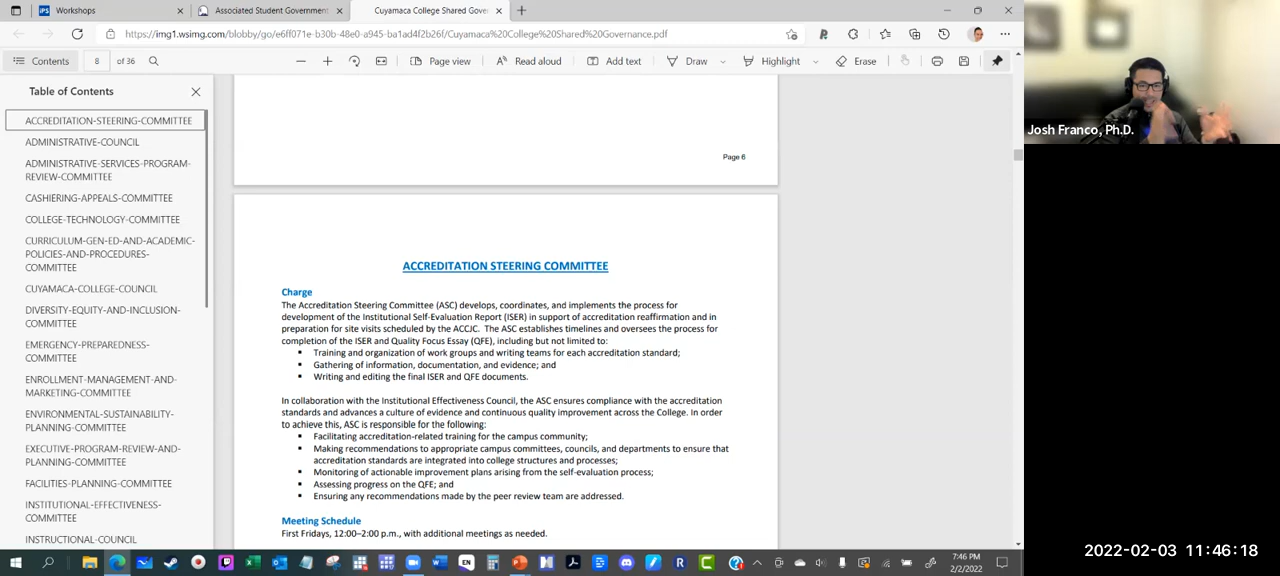 Workshops
Associated Student Government
Cuyamaca College Shared Gover
https://img1.wsimg.com/blobby/go/e6ff071e-b30b-48e0-a945-ba1ad4f2b26f/Cuyamaca%20College%20Shared%20Governance.pdf
Contents
8
of 36
Page view
Read aloud
Add text
Draw
Highlight
Erase
Table of Contents
ACCREDITATION-STEERING-COMMITTEE
ADMINISTRATIVE-COUNCIL
ADMINISTRATIVE-SERVICES-PROGRAM-
REVIEW-COMMITTEE
CASHIERING-APPEALS-COMMITTEE
COLLEGE-TECHNOLOGY-COMMITTEE
CURRICULUM-GEN-ED-AND-ACADEMIC-
POLICIES-AND-PROCEDURES-
COMMITTEE
CUYAMACA-COLLEGE-COUNCIL
DIVERSITY-EQUITY-AND-INCLUSION-
COMMITTEE
EMERGENCY-PREPAREDNESS-
COMMITTEE
ENROLLMENT-MANAGEMENT-AND-
MARKETING-COMMITTEE
ENVIRONMENTAL-SUSTAINABILITY-
PLANNING-COMMITTEE
EXECUTIVE-PROGRAM-REVIEW-AND-
PLANNING-COMMITTEE
FACILITIES-PLANNING-COMMITTEE
INSTITUTIONAL-EFFECTIVENESS-
COMMITTEE
INSTRUCTIONAL-COUNCIL
Page 6
ACCREDITATION STEERING COMMITTEE
Charge
The Accreditation Steering Committee (ASC) develops, coordinates, and implements the process for
development of the Institutional Self-Evaluation Report (ISER) in support of accreditation reaffirmation and in
preparation for site visits scheduled by the ACCJC. The ASC establishes timelines and oversees the process for
completion of the ISER and Quality Focus Essay (QFE), including but not limited to:
▪ Training and organization of work groups and writing teams for each accreditation standard;
▪ Gathering of information, documentation, and evidence; and
▪ Writing and editing the final ISER and QFE documents.
In collaboration with the Institutional Effectiveness Council, the ASC ensures compliance with the accreditation
standards and advances a culture of evidence and continuous quality improvement across the College. In order
to achieve this, ASC is responsible for the following:
▪ Facilitating accreditation-related training for the campus community;
▪ Making recommendations to appropriate campus committees, councils, and departments to ensure that
accreditation standards are integrated into college structures and processes;
▪ Monitoring of actionable improvement plans arising from the self-evaluation process;
▪ Assessing progress on the QFE; and
▪ Ensuring any recommendations made by the peer review team are addressed.
Meeting Schedule
First Fridays, 12:00–2:00 p.m., with additional meetings as needed.
Josh Franco, Ph.D.
EN
7:46 PM
2/2/2022
2022-02-03 11:46:18